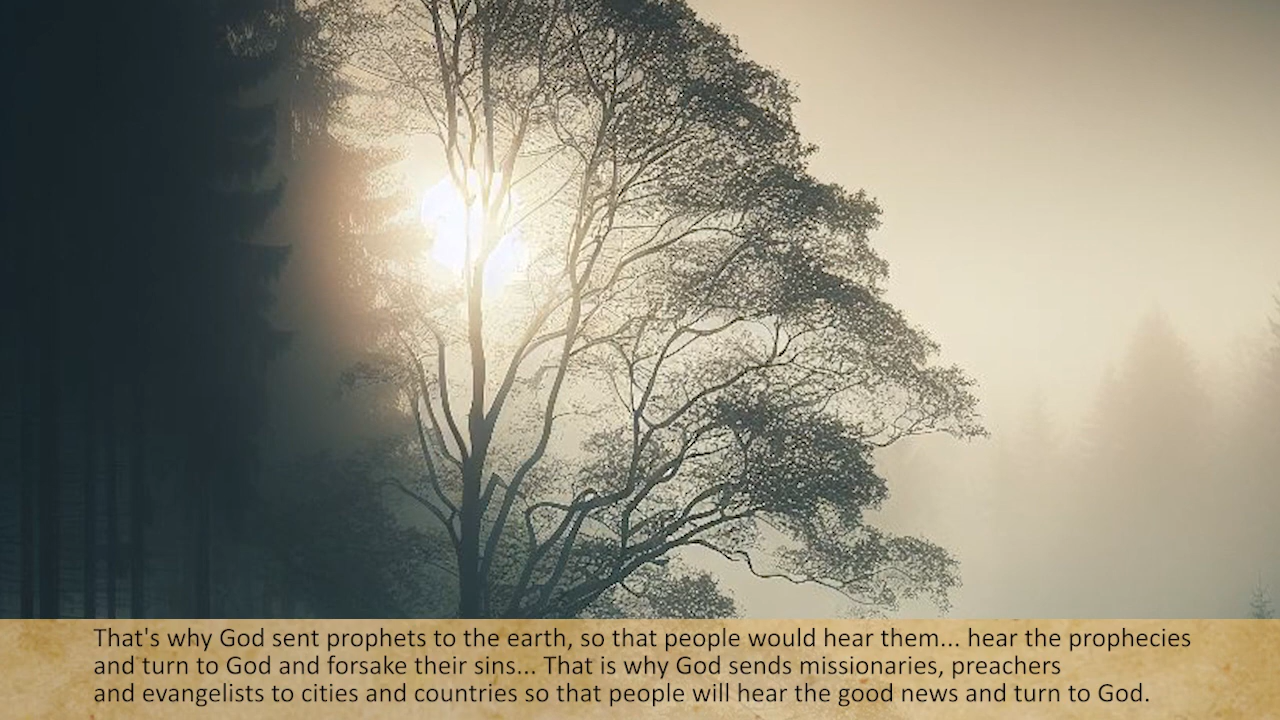 That's why God sent prophets to the earth, so that people would hear them... hear the prophecies
and turn to God and forsake their sins... That is why God sends missionaries, preachers
and evangelists to cities and countries so that people will hear the good news and turn to God.